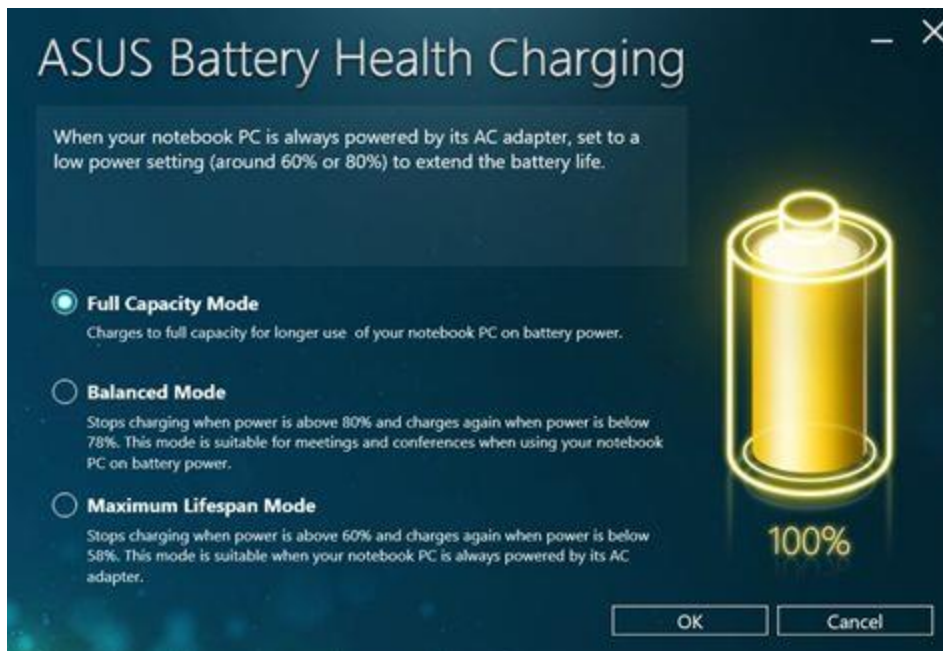 ASUS Battery Health Charging
When your notebook PC is always powered by its AC adapter, set to a
low power setting (around 60% or 80%) to extend the battery life.
Full Capacity Mode
Charges to full capacity for longer use of your notebook PC on battery power.
Balanced Mode
Stops charging when power is above 80% and charges again when power is below
78%. This mode is suitable for meetings and conferences when using your notebook
PC on battery power.
Maximum Lifespan Mode
Stops charging when power is above 60% and charges again when power is below
58%. This mode is suitable when your notebook PC is always powered by its AC
adapter.
100%
OK
Cancel